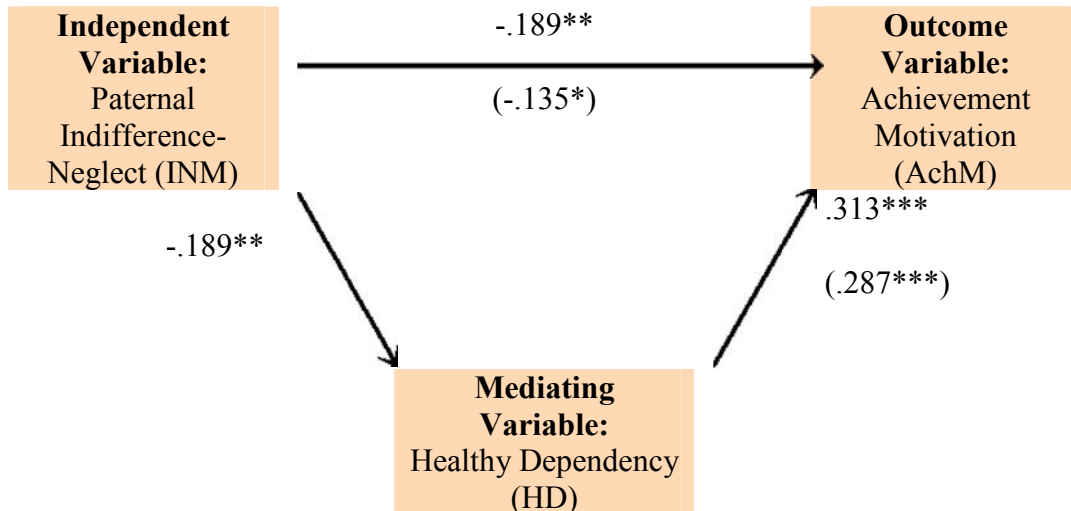 Independent
Variable:
Paternal
Indifference-
Neglect (INM)
-.189**
(-.135*)
Outcome
Variable:
Achievement
Motivation
(AchM)
-.189**
.313***
(.287***)
Mediating
Variable:
Healthy Dependency
(HD)